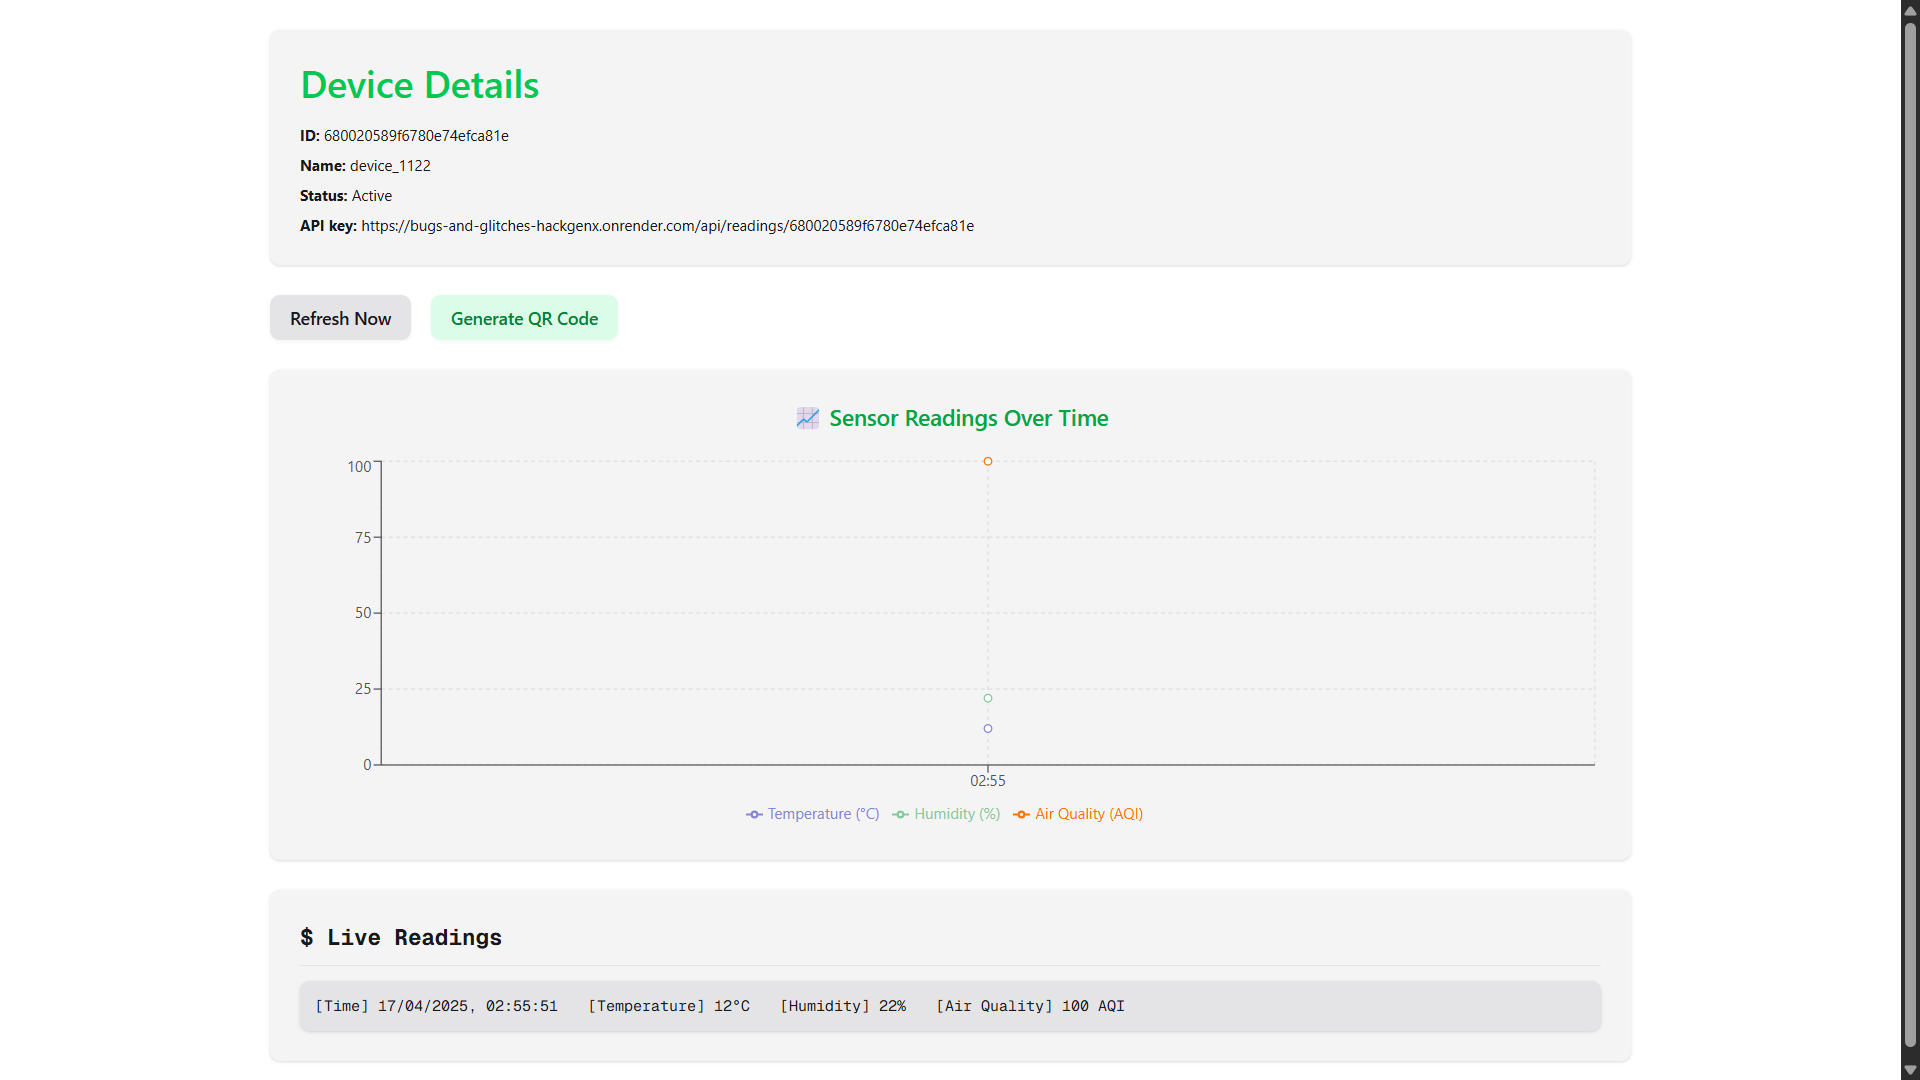 Device Details
ID: 680020589f6780e74efca81e
Name: device_1122
Status: Active
API key: https://bugs-and-glitches-hackgenx.onrender.com/api/readings/680020589f6780e74efca81e
Refresh Now Generate QR Code
Sensor Readings Over Time
100
75
50
25
0
02:55
Temperature (°C) Humidity (%) Air Quality (AQI)
$ Live Readings
[Time] 17/04/2025, 02:55:51 [Temperature] 12°C [Humidity] 22% [Air Quality] 100 AQI